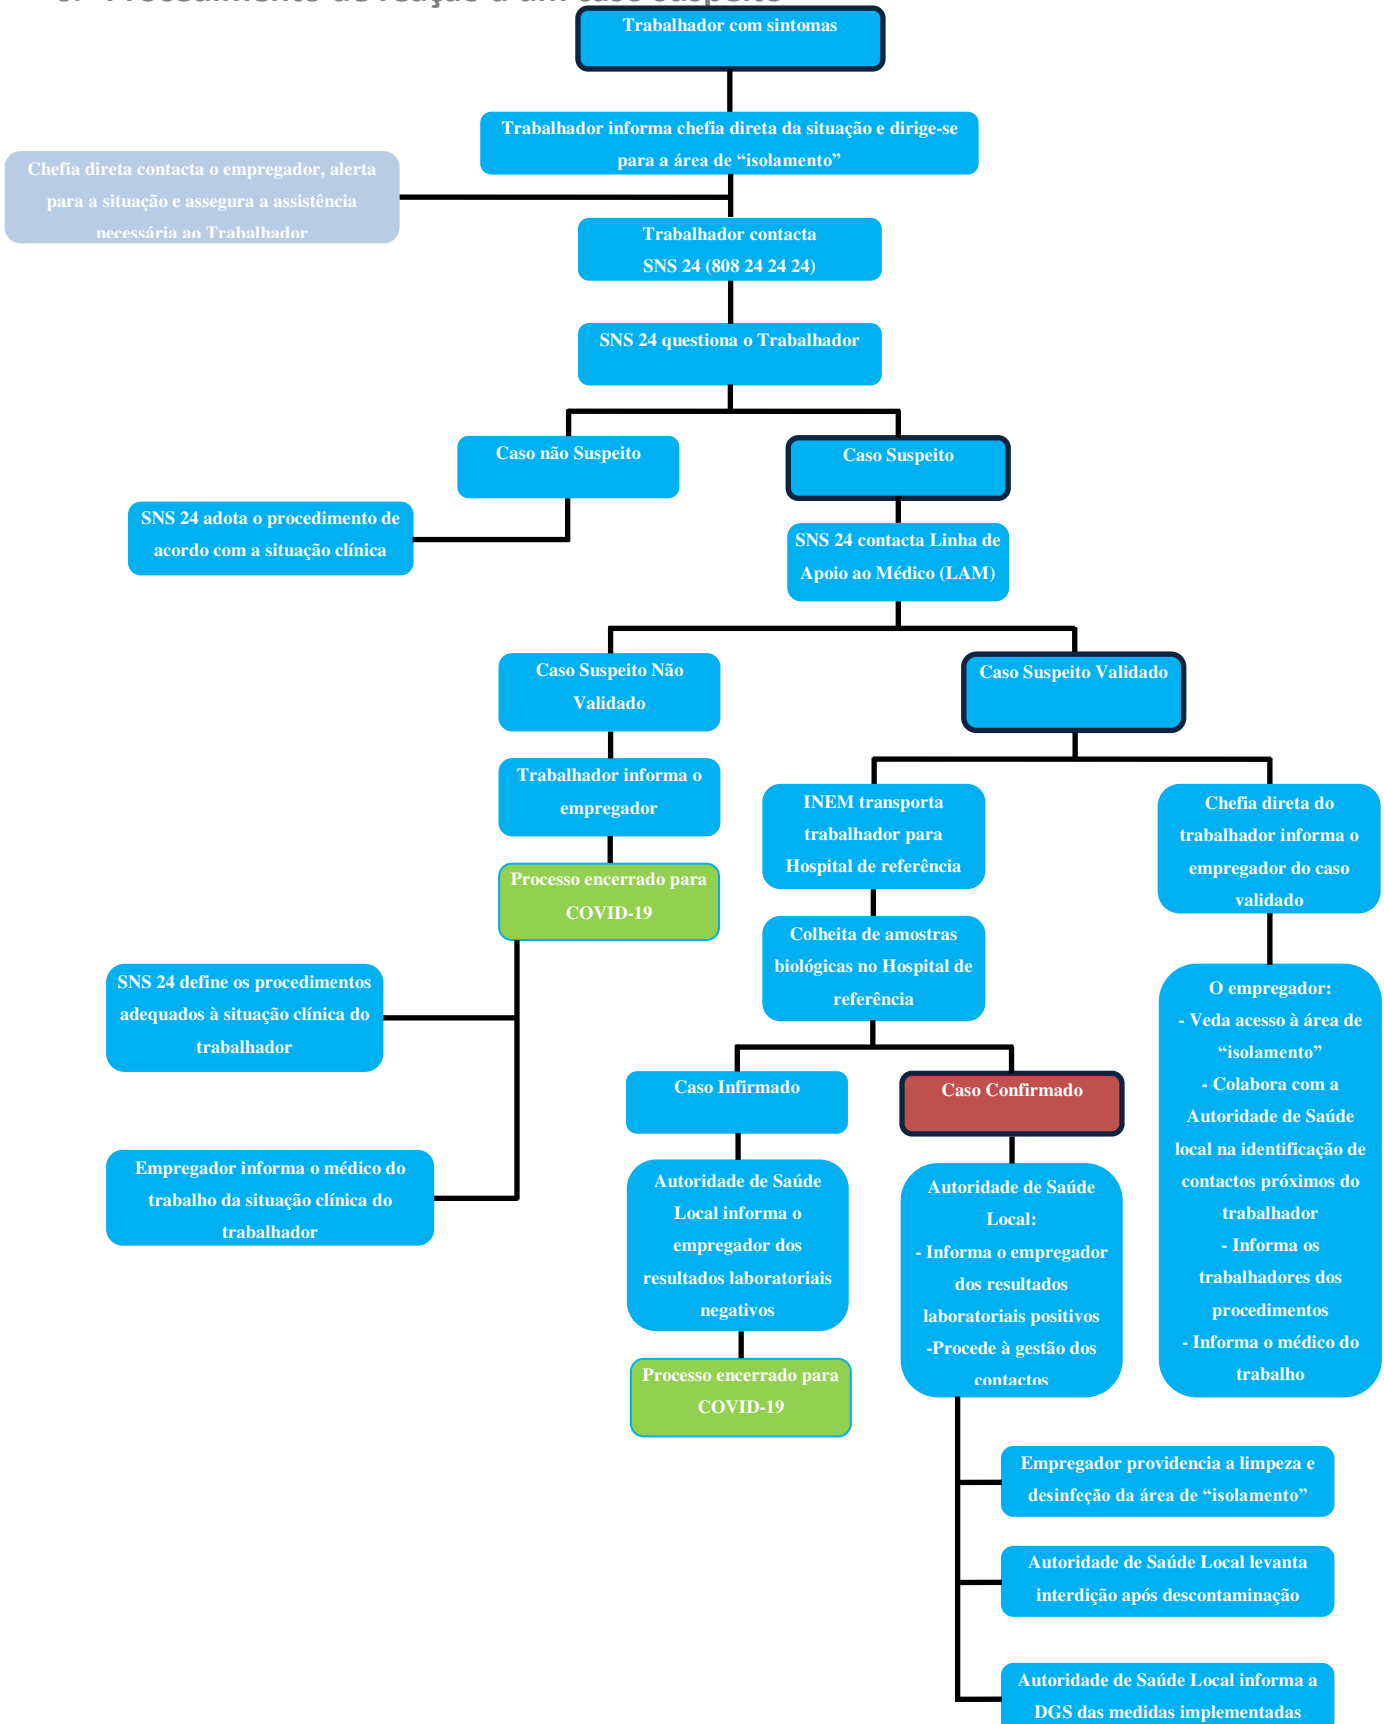 Trabalhador com sintomas
Trabalhador informa chefia direta da situação e dirige-se
para a área de “isolamento”
Chefia direta contacta o empregador, alerta
para a situação e assegura a assistência
necessária ao Trabalhador
Trabalhador contacta
SNS 24 (808 24 24 24)
SNS 24 questiona o Trabalhador
Caso não Suspeito
Caso Suspeito
SNS 24 adota o procedimento de
acordo com a situação clínica
SNS 24 contacta Linha de
Apoio ao Médico (LAM)
Caso Suspeito Não
Validado
Caso Suspeito Validado
Trabalhador informa o
empregador
Processo encerrado para
COVID-19
SNS 24 define os procedimentos
adequados à situação clínica do
trabalhador
Empregador informa o médico do
trabalho da situação clínica do
trabalhador
INEM transporta
trabalhador para
Hospital de referência
Colheita de amostras
biológicas no Hospital de
referência
Chefia direta do
trabalhador informa o
empregador do caso
validado
O empregador:
- Veda acesso à área de
“isolamento”
- Colabora com a
Autoridade de Saúde
local na identificação de
contactos próximos do
trabalhador
- Informa os
trabalhadores dos
procedimentos
- Informa o médico do
trabalho
Caso Infirmado
Autoridade de Saúde
Local informa o
empregador dos
resultados laboratoriais
negativos
Processo encerrado para
COVID-19
Caso Confirmado
Autoridade de Saúde
Local:
- Informa o empregador
dos resultados
laboratoriais positivos
-Procede à gestão dos
contactos
Empregador providencia a limpeza e
desinfeção da área de “isolamento”
Autoridade de Saúde Local levanta
interdição após descontaminação
Autoridade de Saúde Local informa a
DGS das medidas implementadas